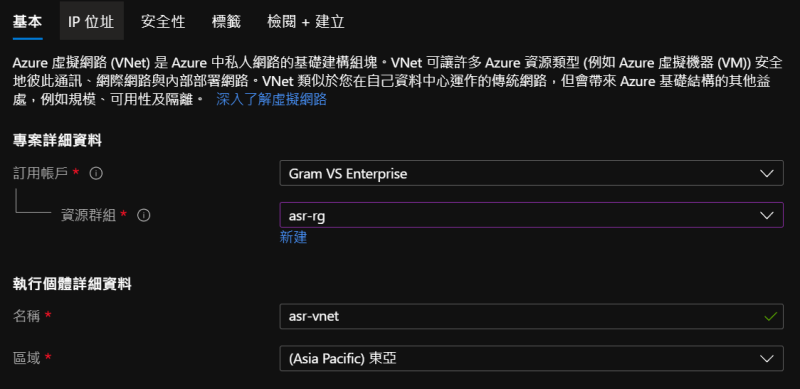 基本 IP 位址 安全性 標籤 檢閱 + 建立
Azure 虛擬網路 (VNet) 是 Azure 中私人網路的基礎建構組塊。VNet 可讓許多 Azure 資源類型 (例如 Azure 虛擬機器 (VM)) 安全
地彼此通訊、網際網路與內部部署網路。VNet 類似於您在自己資料中心運作的傳統網路，但會帶來 Azure 基礎結構的其他益
處，例如規模、可用性及隔離。 深入了解虛擬網路
專案詳細資料
訂用帳戶 * Gram VS Enterprise
資源群組 * asr-rg
新建
執行個體詳細資料
名稱 * asr-vnet
區域 * (Asia Pacific) 東亞